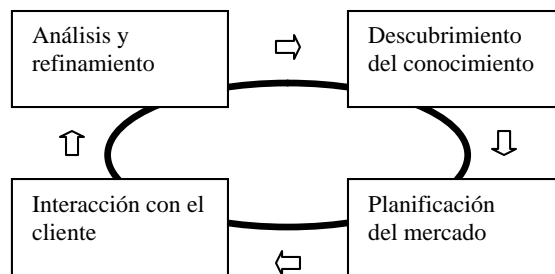 Análisis y
refinamiento
Descubrimiento
del conocimiento
Interacción con el
cliente
Planificación
del mercado